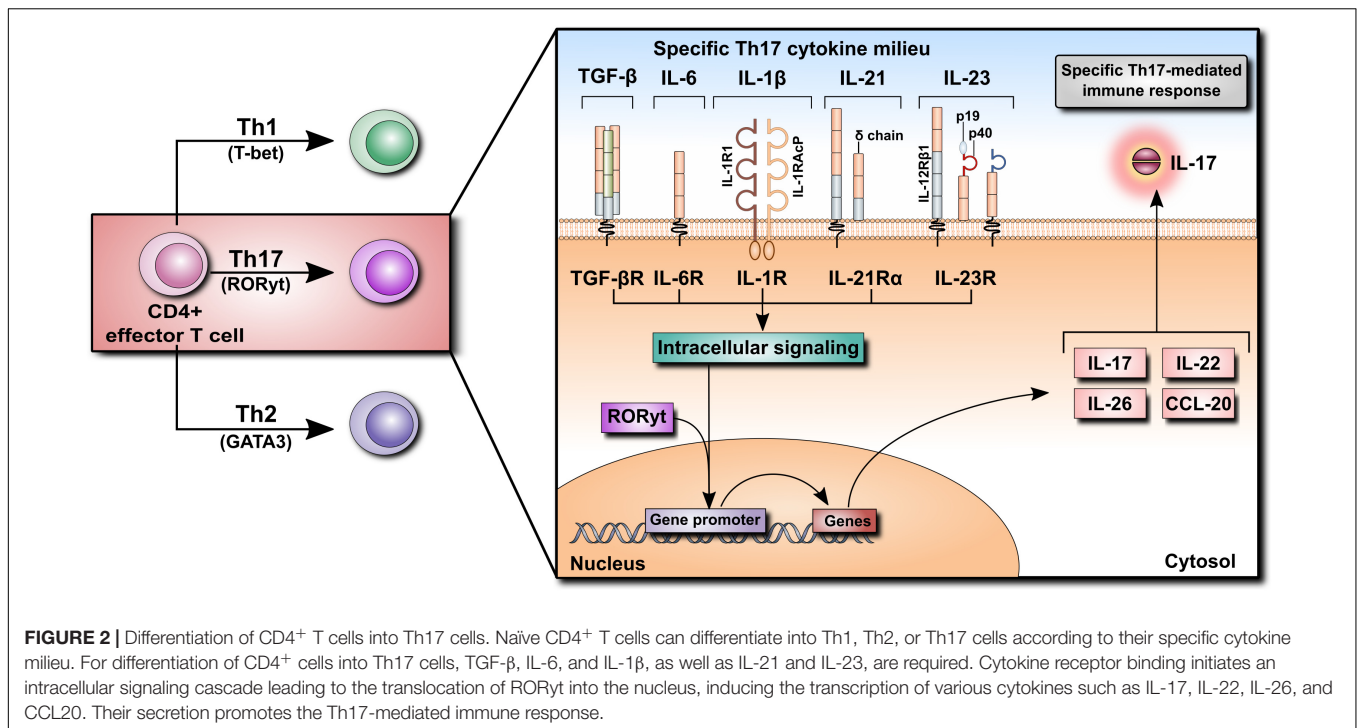 Th1
(T-bet)
Th17
(RORyt)
CD4+
effector T cell
Th2
(GATA3)
Specific Th17 cytokine milieu
TGF-β IL-6 IL-1β IL-21 IL-23
IL-1R1
IL-1RAcP
δ chain
IL-12Rβ1
p19
p40
TGF-βR IL-6R IL-1R IL-21Rα IL-23R
Intracellular signaling
RORyt
Gene promoter
Genes
Nucleus
Specific Th17-mediated
immune response
IL-17
IL-17 IL-22
IL-26 CCL-20
Cytosol
FIGURE 2 | Differentiation of CD4+ T cells into Th17 cells. Naïve CD4+ T cells can differentiate into Th1, Th2, or Th17 cells according to their specific cytokine
milieu. For differentiation of CD4+ cells into Th17 cells, TGF-β, IL-6, and IL-1β, as well as IL-21 and IL-23, are required. Cytokine receptor binding initiates an
intracellular signaling cascade leading to the translocation of RORyt into the nucleus, inducing the transcription of various cytokines such as IL-17, IL-22, IL-26, and
CCL20. Their secretion promotes the Th17-mediated immune response.